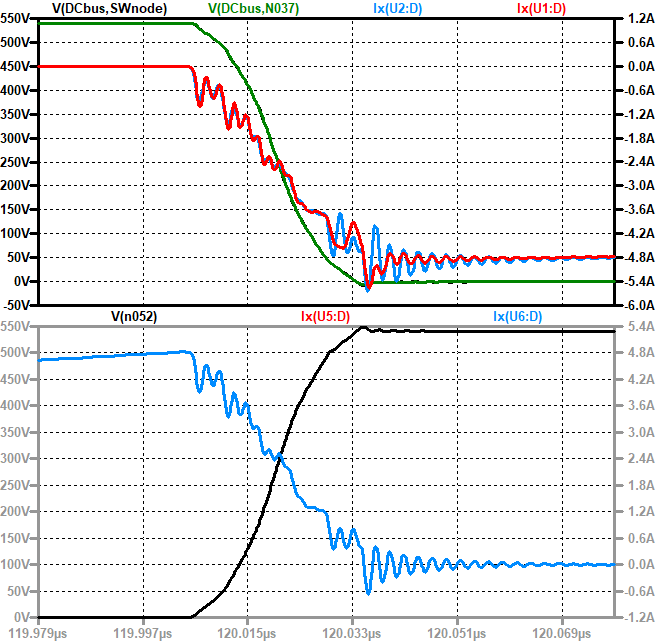 V(DCbus,SWnode) V(DCbus,N037) Ix(U2:D) Ix(U1:D)
550V 1.2A
500V 0.6A
450V 0.0A
400V -0.6A
350V -1.2A
300V -1.8A
250V -2.4A
200V -3.0A
150V -3.6A
100V -4.2A
50V -4.8A
0V -5.4A
-50V -6.0A
V(n052) Ix(U5:D) Ix(U6:D)
550V 5.4A
500V 4.8A
450V 4.2A
400V 3.6A
350V 3.0A
300V 2.4A
250V 1.8A
200V 1.2A
150V 0.6A
100V 0.0A
50V -0.6A
0V -1.2A
119.979µs 119.997µs 120.015µs 120.033µs 120.051µs 120.069µs